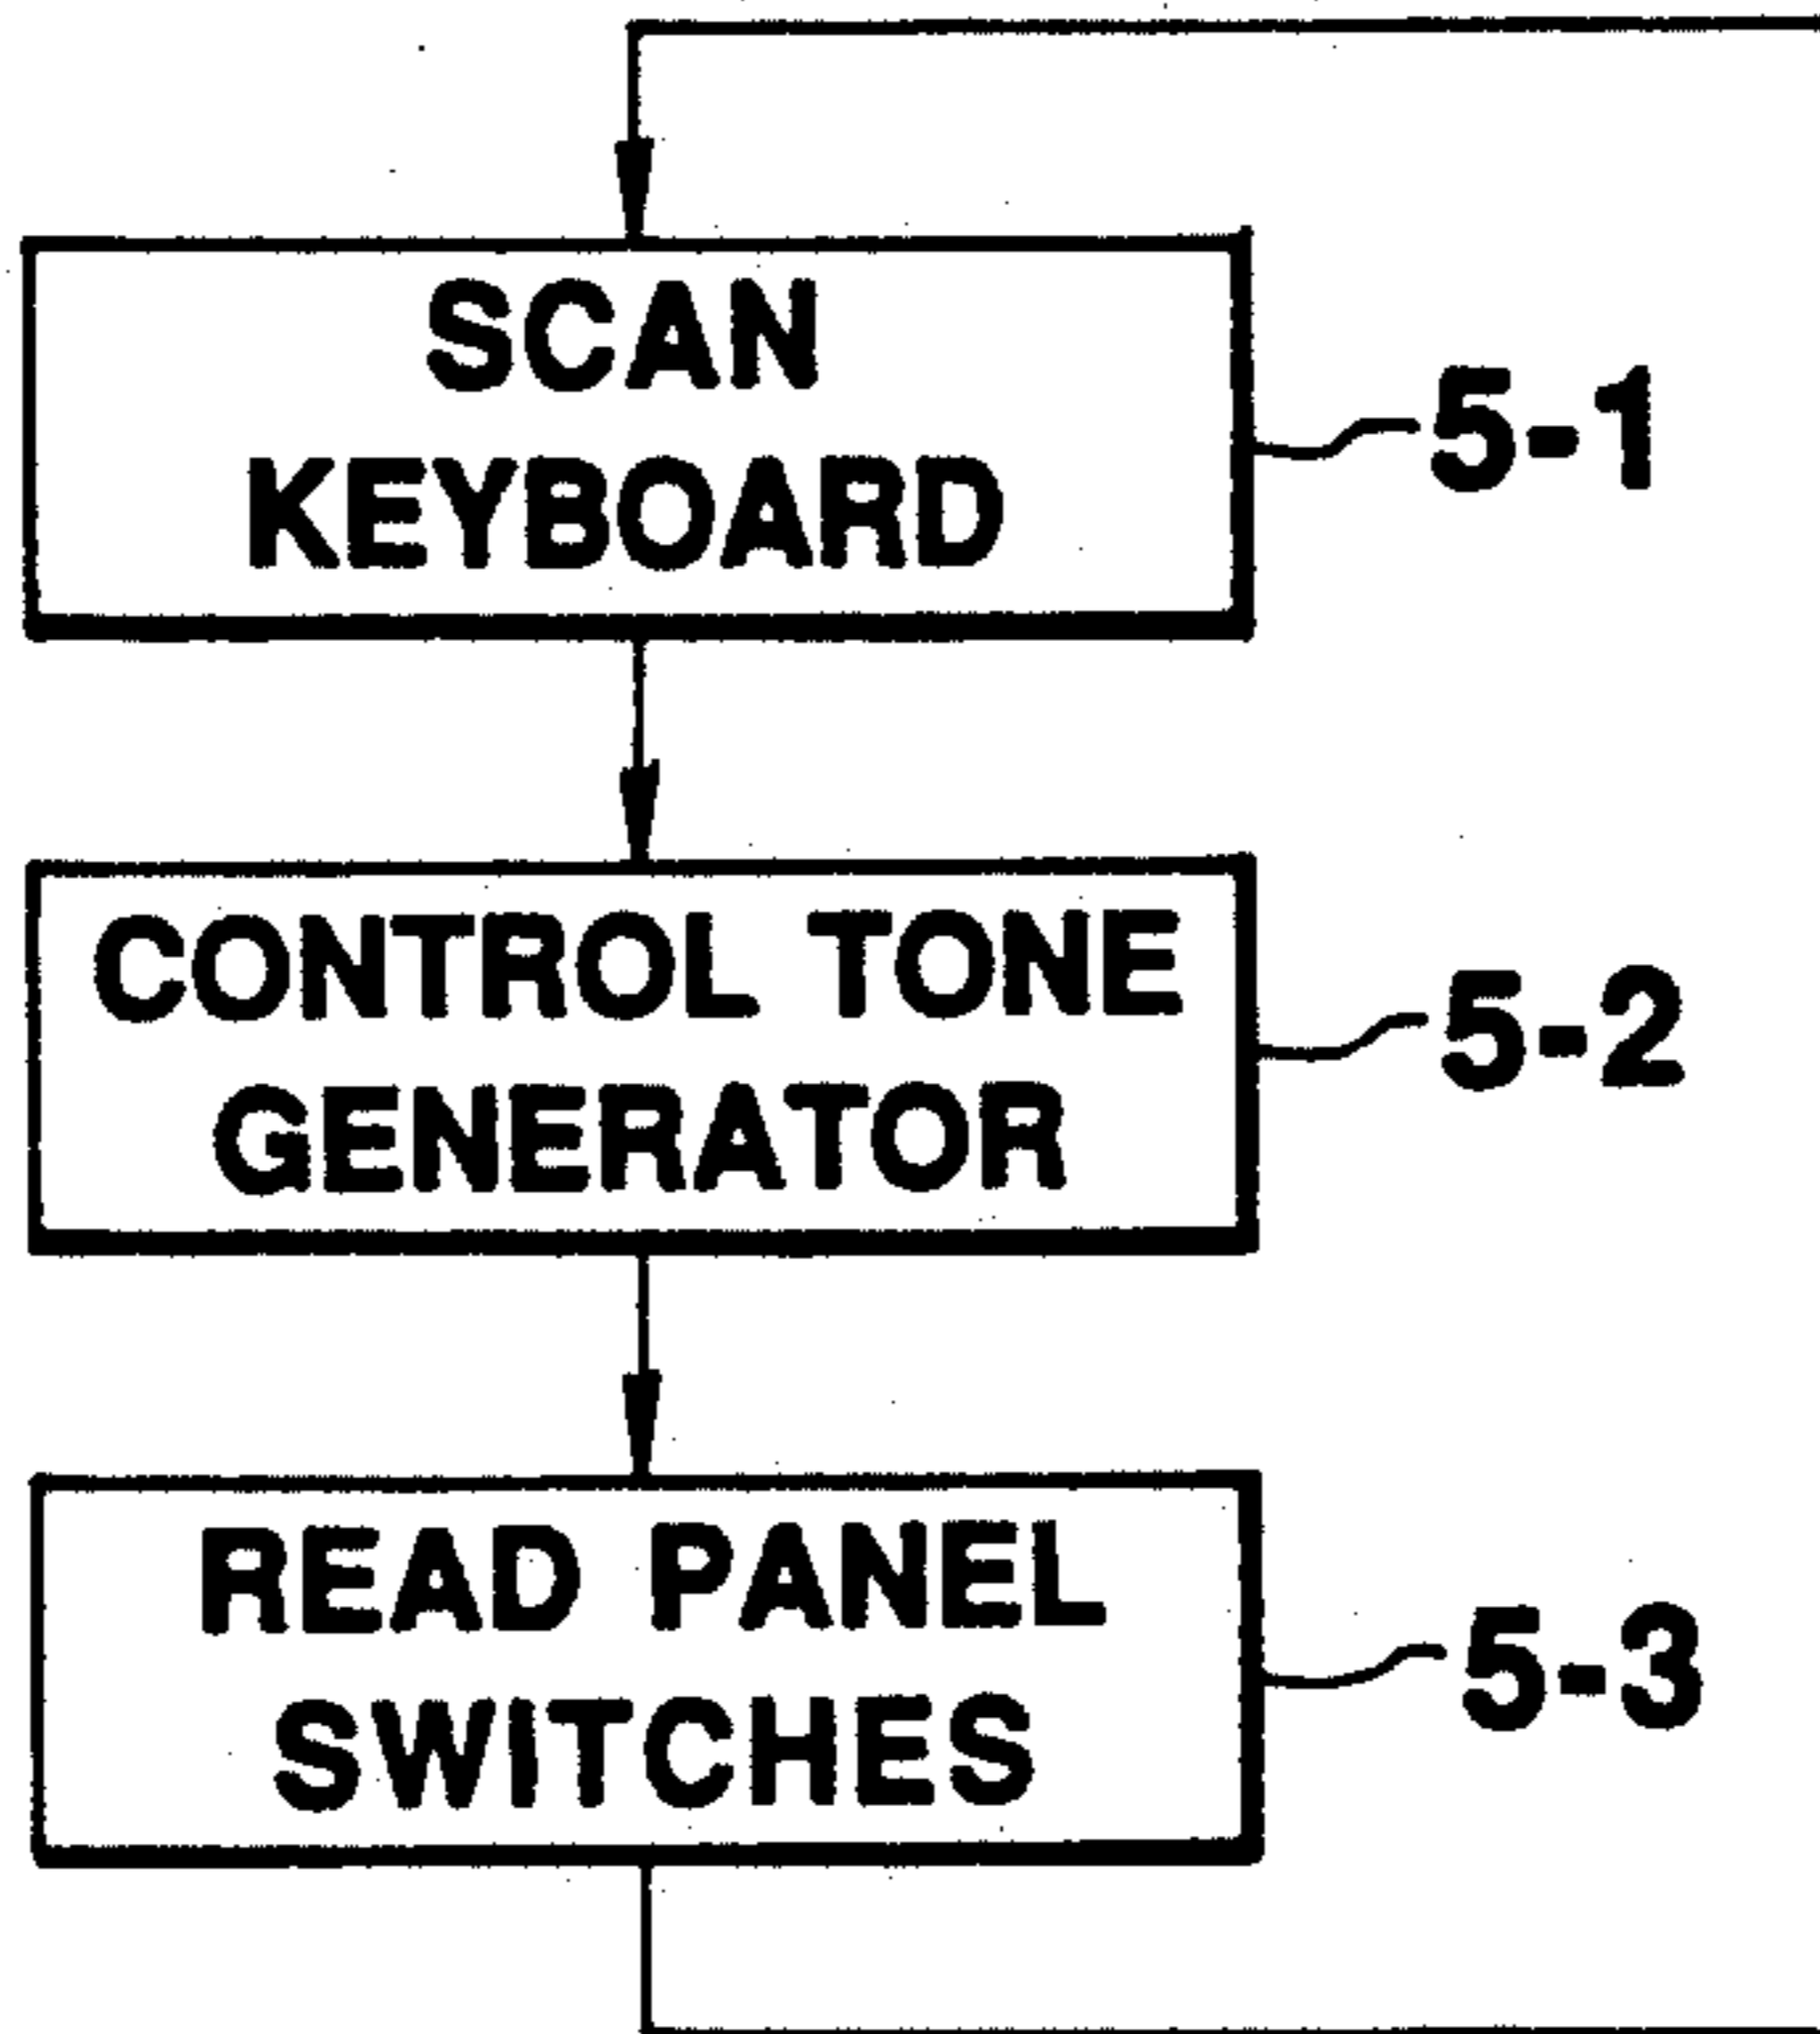 SCAN
KEYBOARD
5-1
CONTROL TONE
GENERATOR
5-2
READ PANEL
SWITCHES
5-3